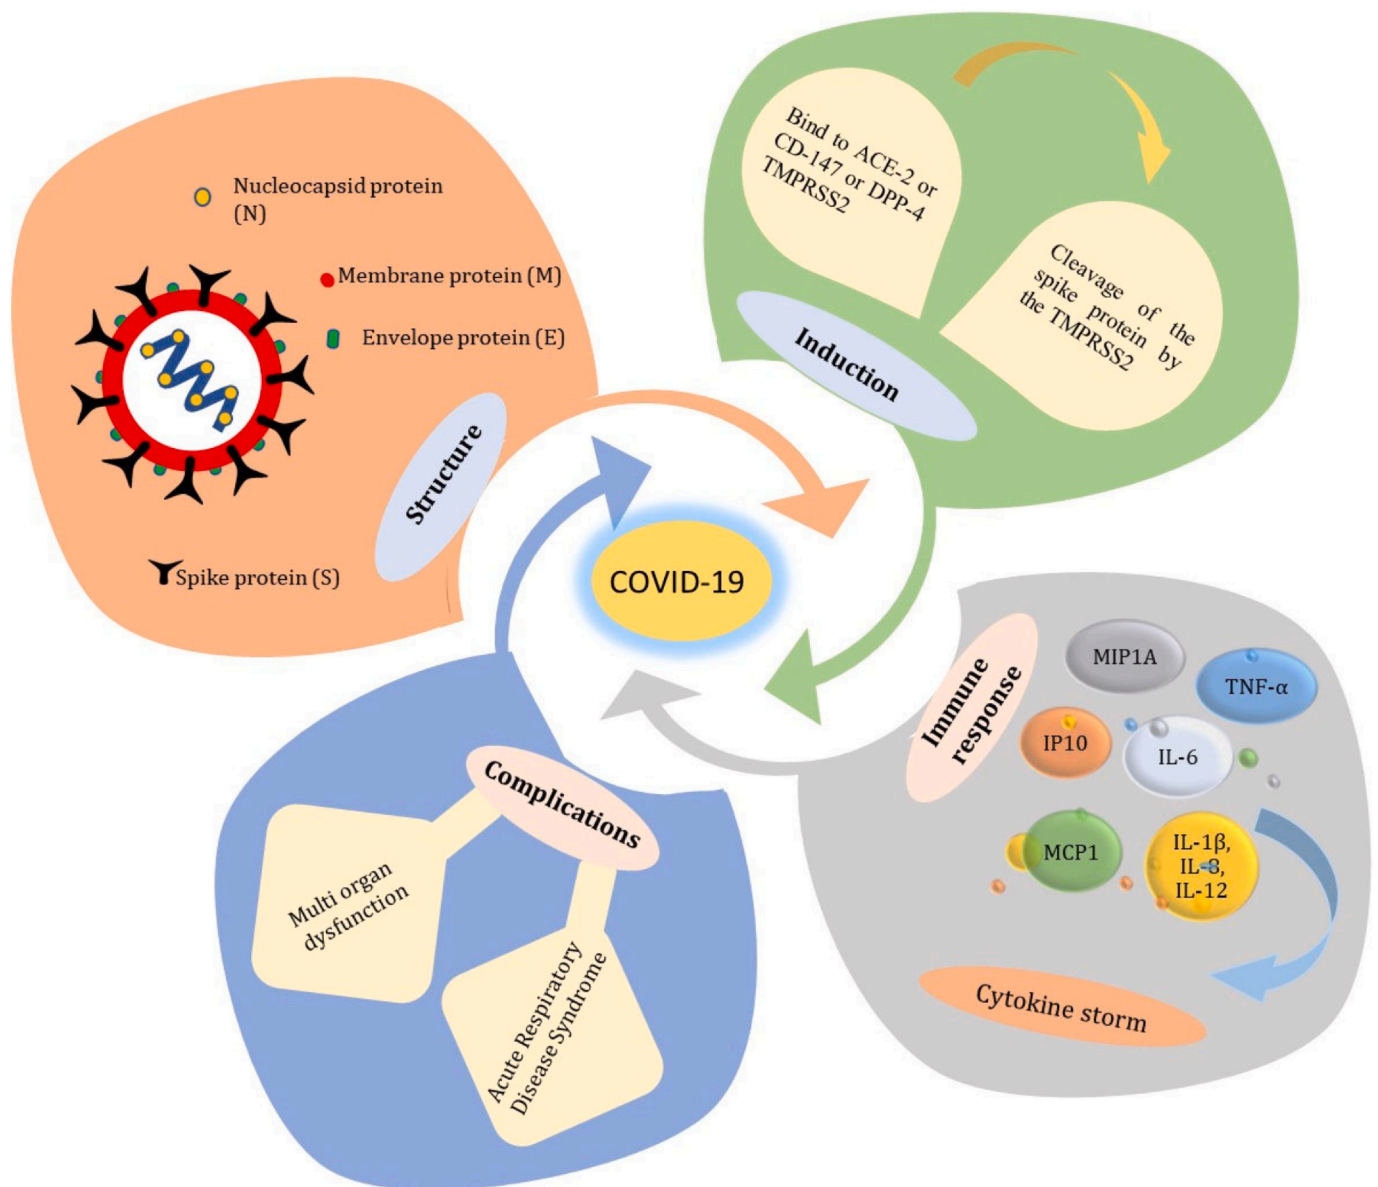 Nucleocapsid protein
(N)
Membrane protein (M)
Envelope protein (E)
Spike protein (S)
Structure
Bind to ACE-2 or
CD-147 or DPP-4
TMPRSS2
Cleavage of the
spike protein by
the TMPRSS2
Induction
COVID-19
Immune
response
MIP1A
TNF-α
IP10
IL-6
MCP1
IL-1β,
IL-8,
IL-12
Cytokine storm
Complications
Multi organ
dysfunction
Acute Respiratory
Disease Syndrome